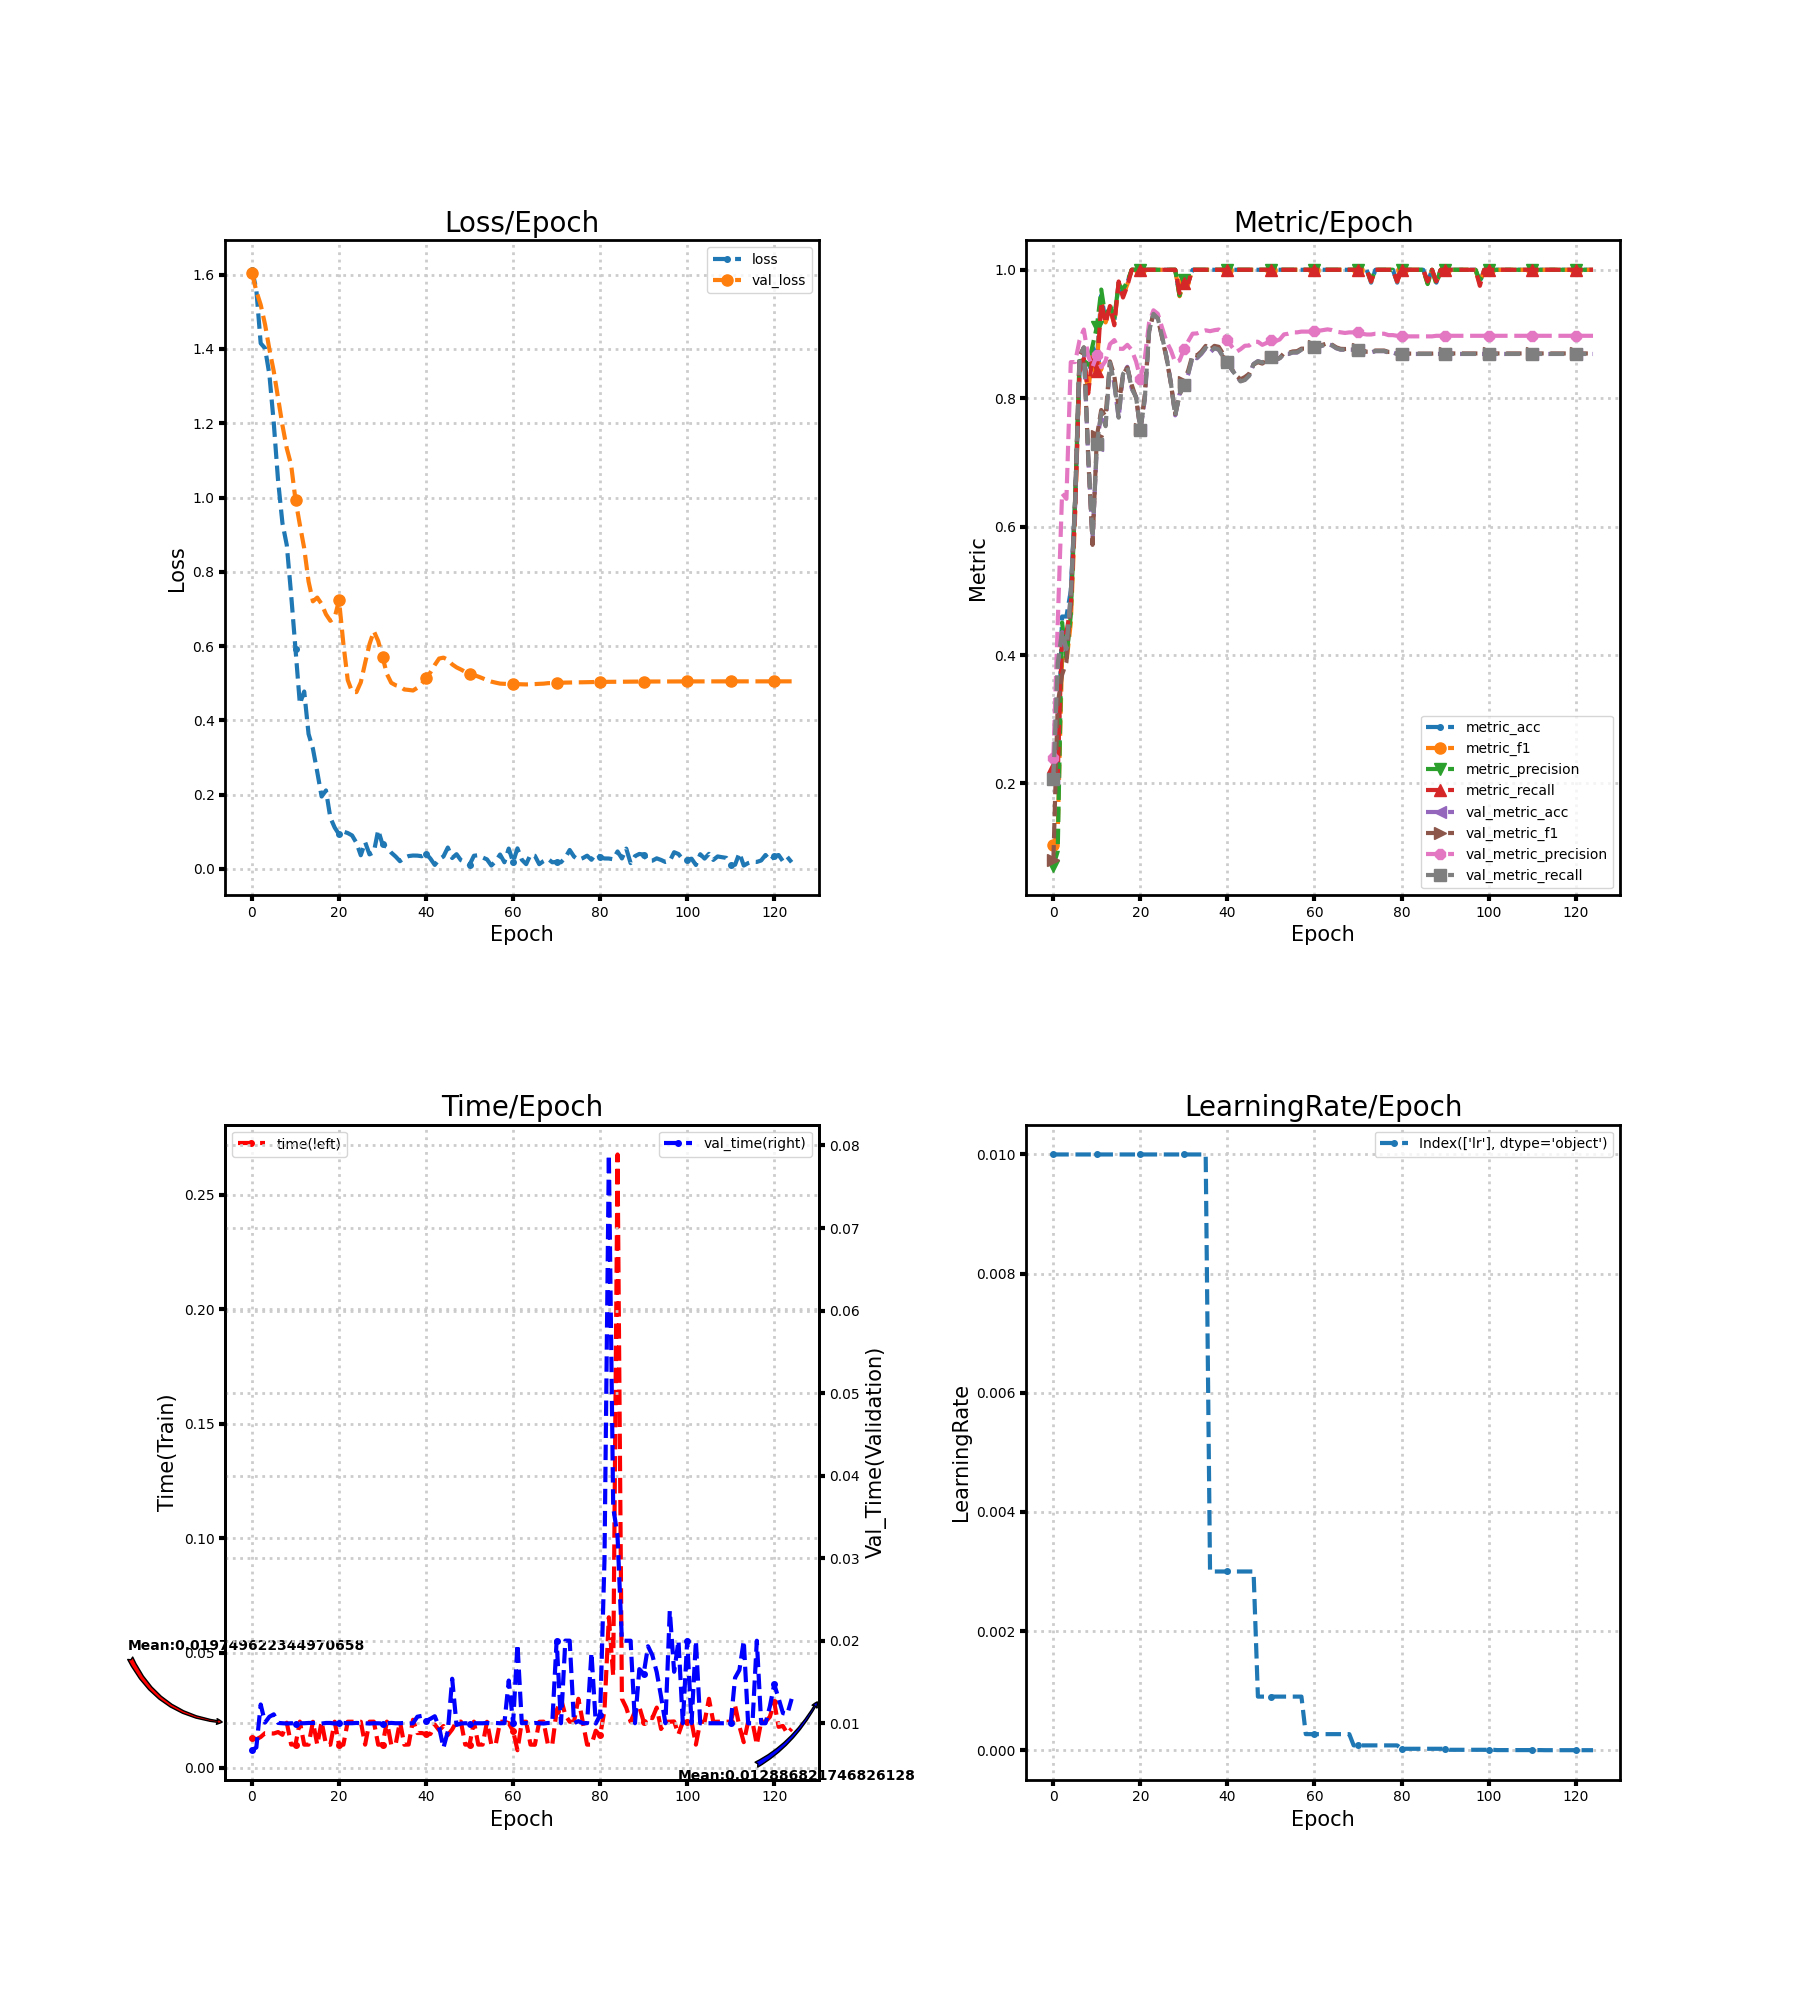 Loss/Epoch
Loss
1.6
1.4
1.2
1.0
0.8
0.6
0.4
0.2
0.0
loss
val_loss
0 20 40 60 80 100 120
Epoch
Metric/Epoch
Metric
1.0
0.8
0.6
0.4
0.2
metric_acc
metric_f1
metric_precision
metric_recall
val_metric_acc
val_metric_f1
val_metric_precision
val_metric_recall
0 20 40 60 80 100 120
Epoch
Time/Epoch
Time(Train)
0.25
0.20
0.15
0.10
0.05
0.00
time(left)
val_time(right)
0.08
0.07
0.06
0.05
0.04
0.03
0.02
0.01
Val_Time(Validation)
Mean:0.019749622344970658
Mean:0.012886821746826128
0 20 40 60 80 100 120
Epoch
LearningRate/Epoch
LearningRate
0.010
0.008
0.006
0.004
0.002
0.000
Index(['lr'], dtype='object')
0 20 40 60 80 100 120
Epoch